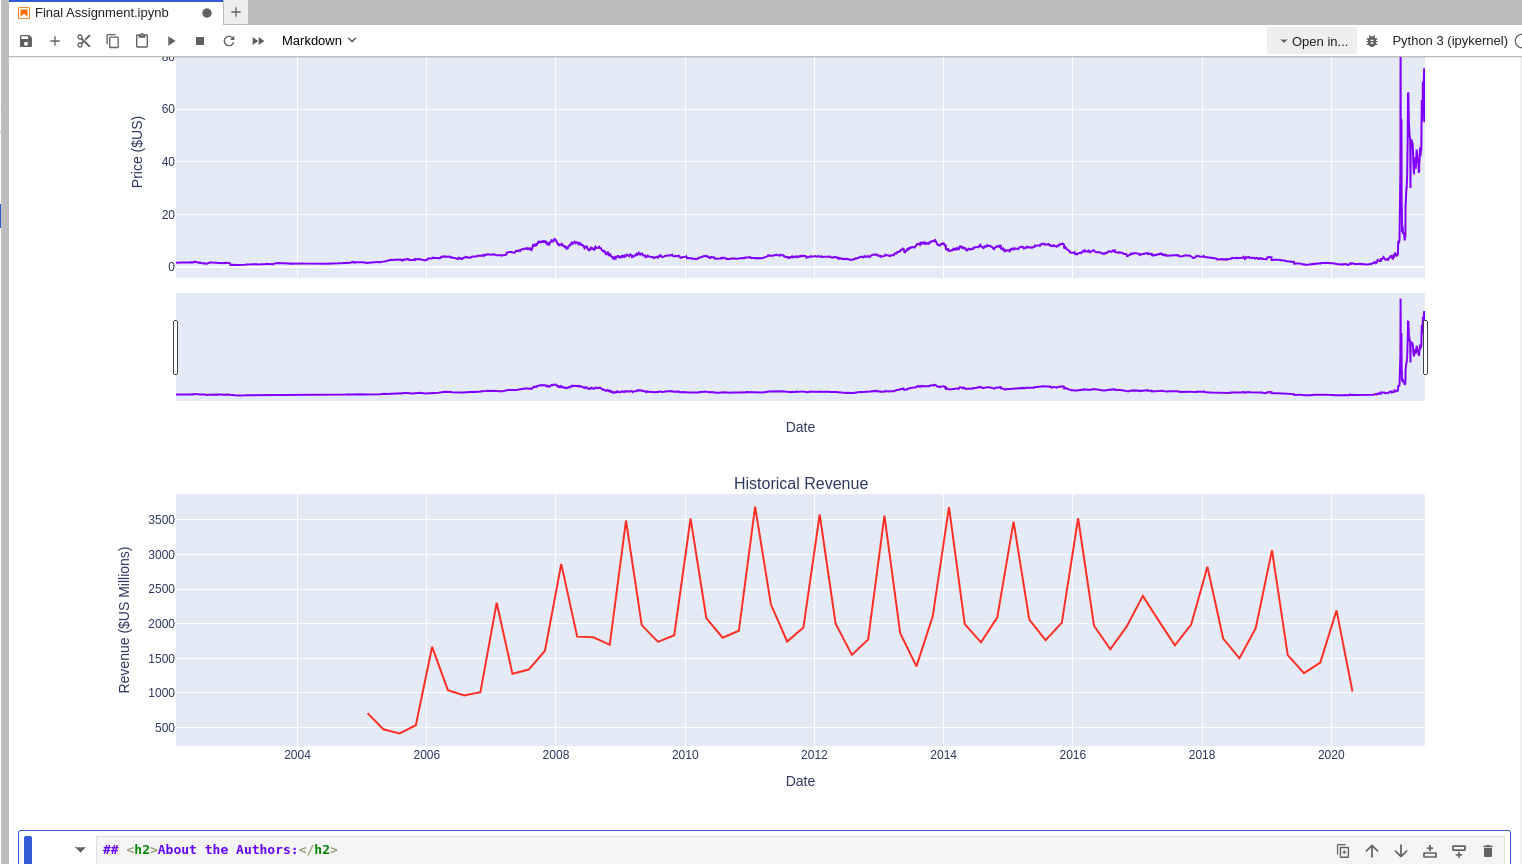 Final Assignment.ipynb
Markdown
Open in...
Python 3 (ipykernel)
80
60
40
20
0
Price ($US)
Date
Historical Revenue
3500
3000
2500
2000
1500
1000
500
Revenue ($US Millions)
2004 2006 2008 2010 2012 2014 2016 2018 2020
Date
## <h2>About the Authors:</h2>